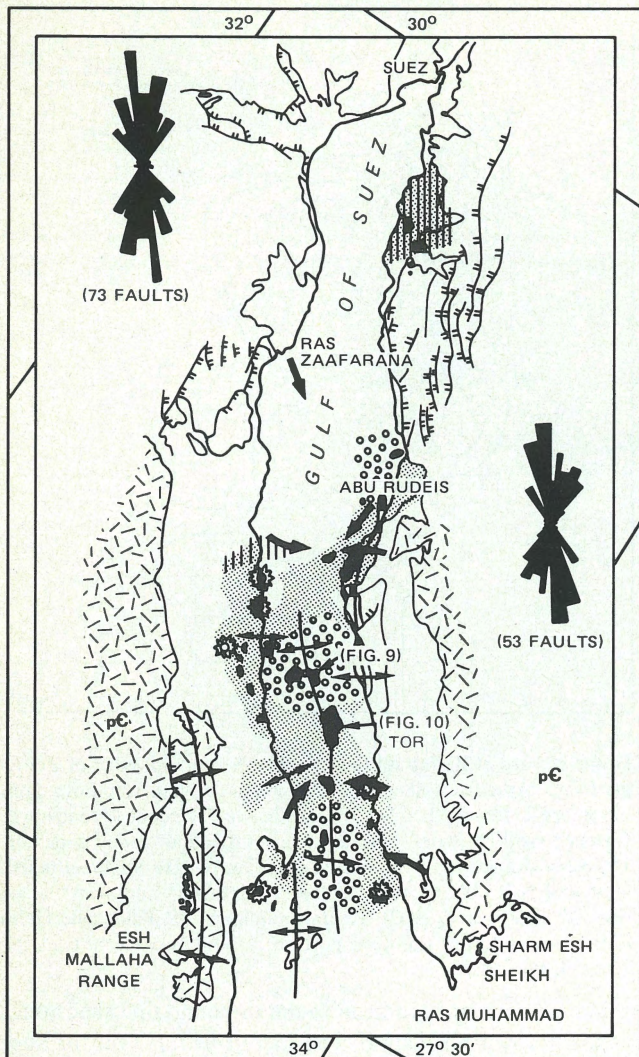 32°
30°
SUEZ
GULF OF SUEZ
(73 FAULTS)
RAS
ZAAFARANA
ABU RUDEIS
(53 FAULTS)
(FIG. 9)
(FIG. 10)
TOR
p€
p€
ESH
MALLAHA
RANGE
SHARM ESH
SHEIKH
RAS MUHAMMAD
34°
27° 30'